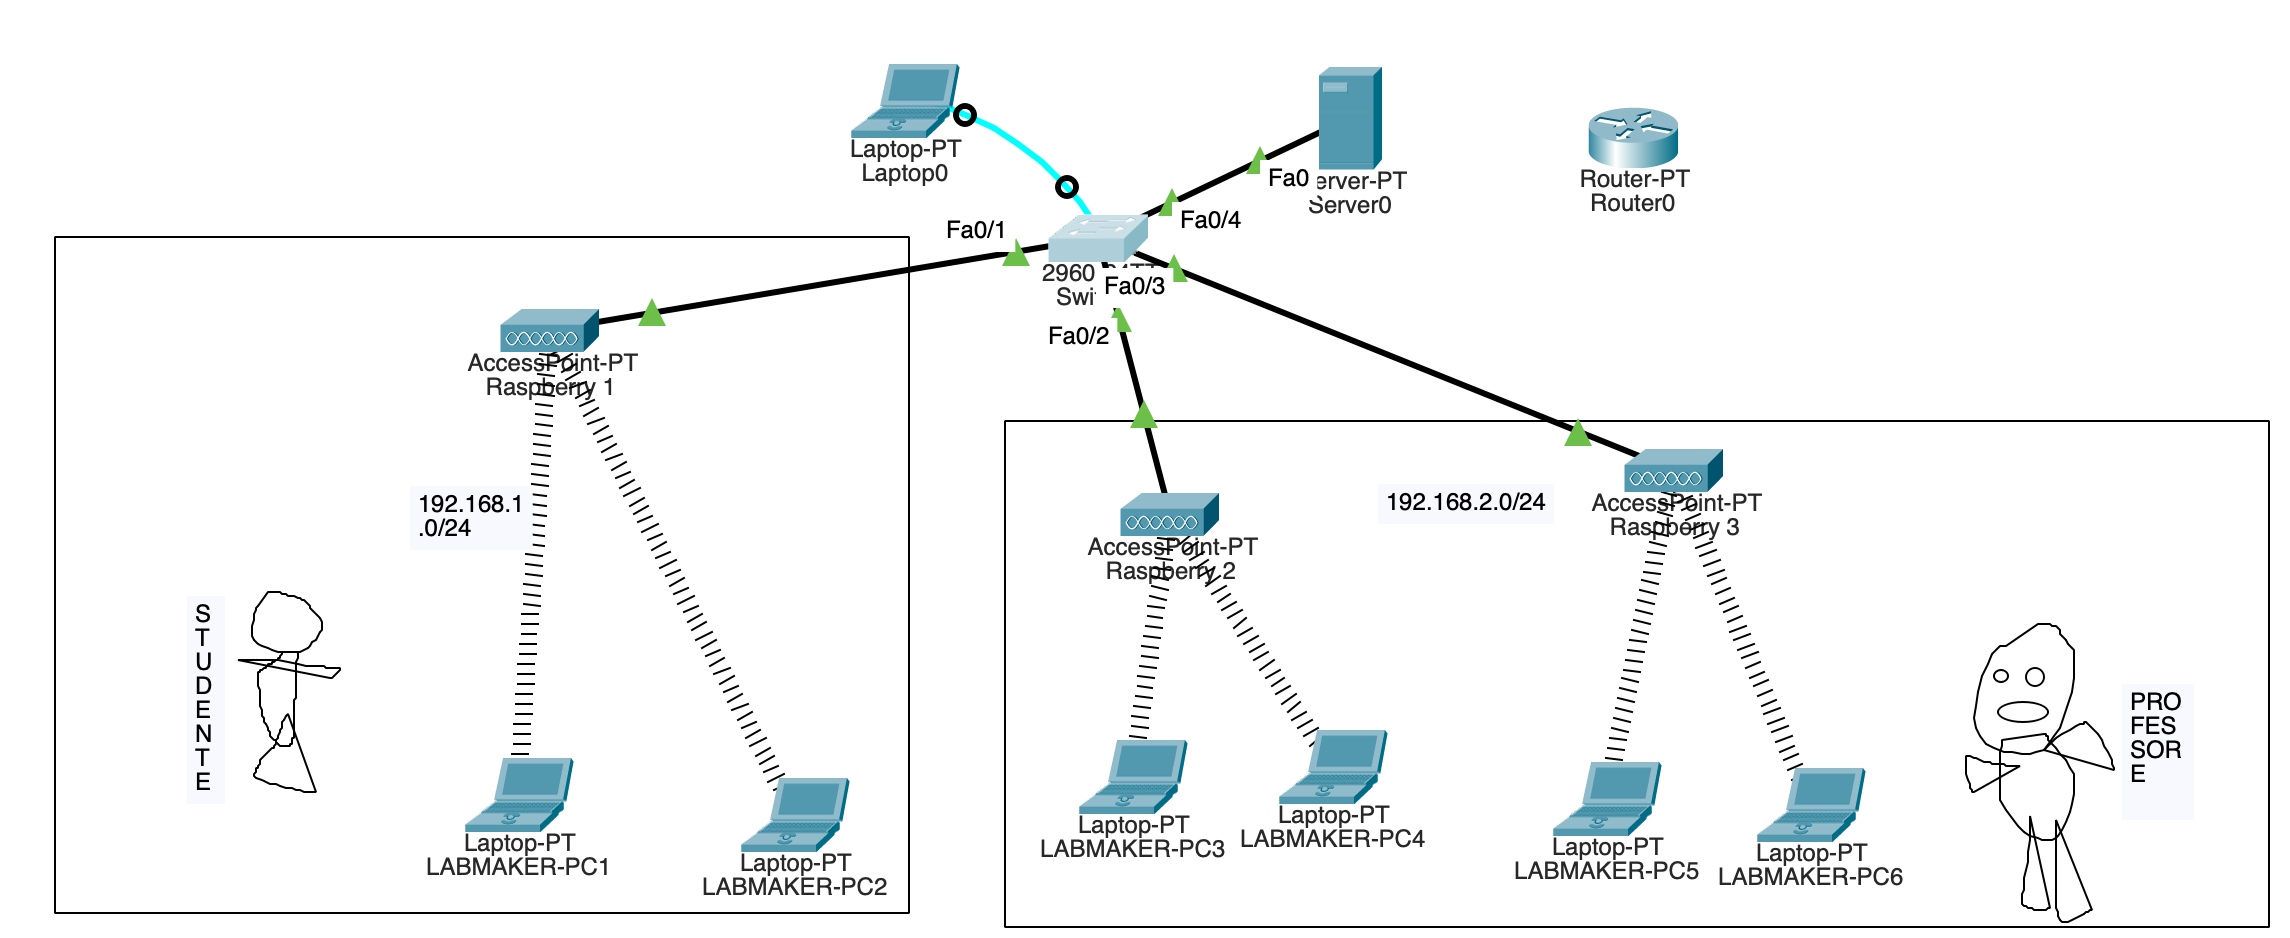 Laptop-PT
Laptop0
Fa0
erver-PT
Server0
Router-PT
Router0
Fa0/1
Fa0/4
2960
Swi
Fa0/3
Fa0/2
AccessPoint-PT
Raspberry 1
192.168.1
.0/24
S
T
U
D
E
N
T
E
Laptop-PT
LABMAKER-PC1
Laptop-PT
LABMAKER-PC2
AccessPoint-PT
Raspberry 2
192.168.2.0/24
AccessPoint-PT
Raspberry 3
Laptop-PT
LABMAKER-PC3
Laptop-PT
LABMAKER-PC4
Laptop-PT
LABMAKER-PC5
Laptop-PT
LABMAKER-PC6
PRO
FES
SOR
E